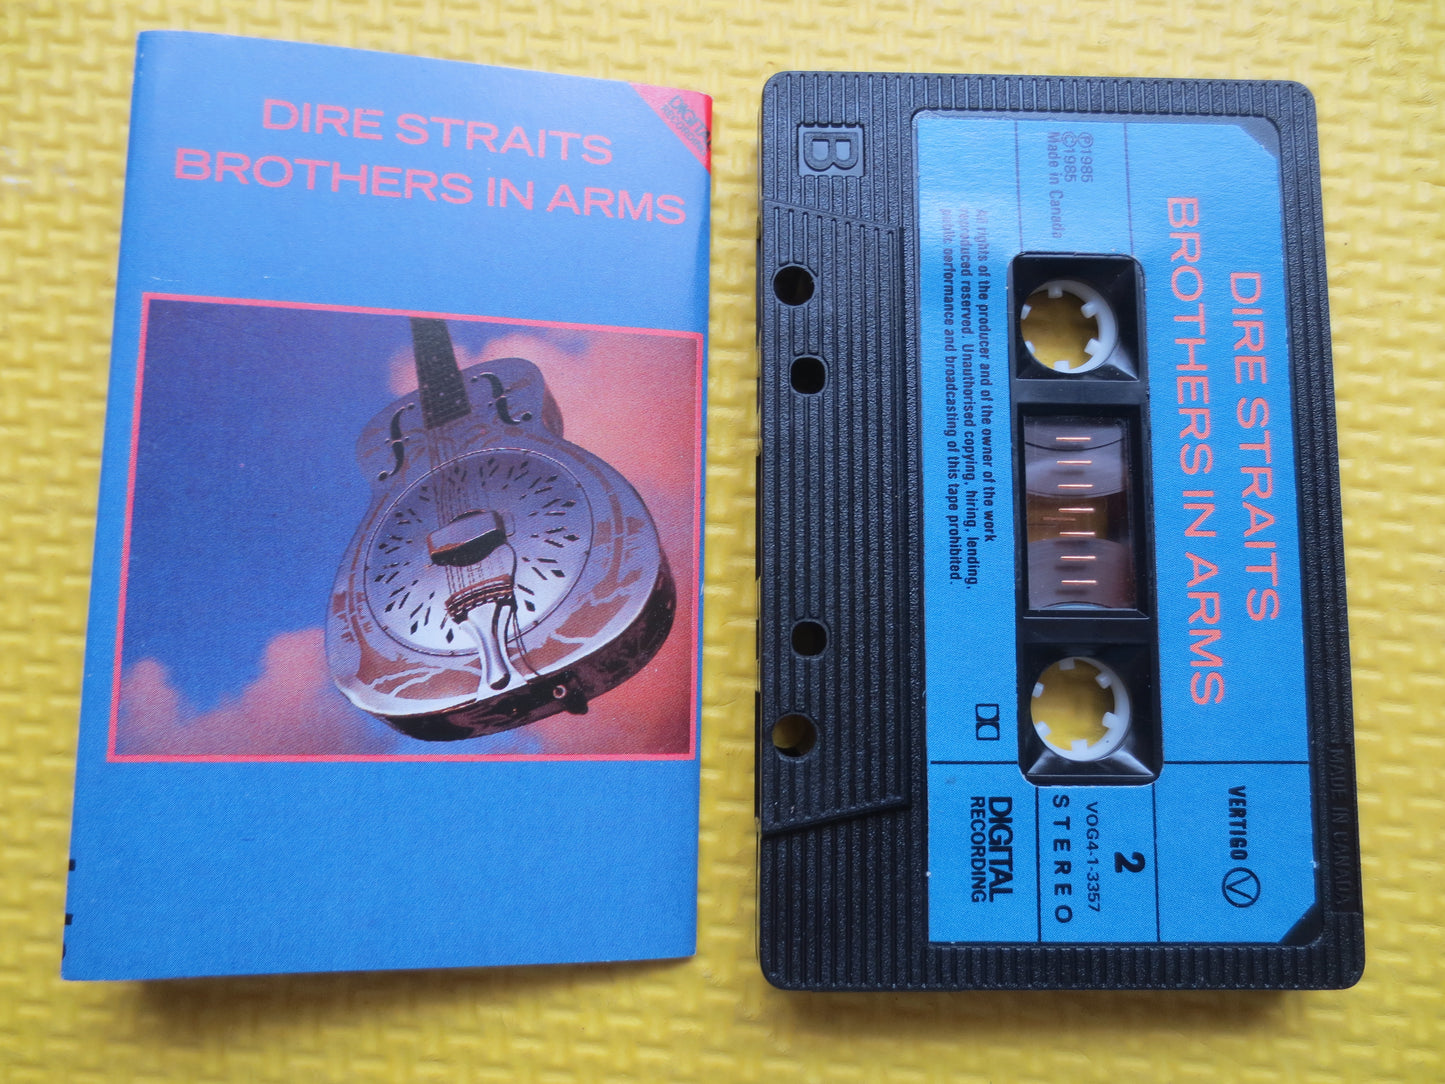 DIRE STRAITS
BROTHERS IN ARMS
DIGITAL
RECORDING
B
℗1985
©1985
Made in Canada
DIRE STRAITS
BROTHERS IN ARMS
All rights of the producer and of the owner of the work
reproduced reserved. Unauthorised copying, hiring, lending,
public performance and broadcasting of this tape prohibited.
VERTIGO V
2
VOG4-1-3357
STEREO
DIGITAL
RECORDING
MADE IN CANADA